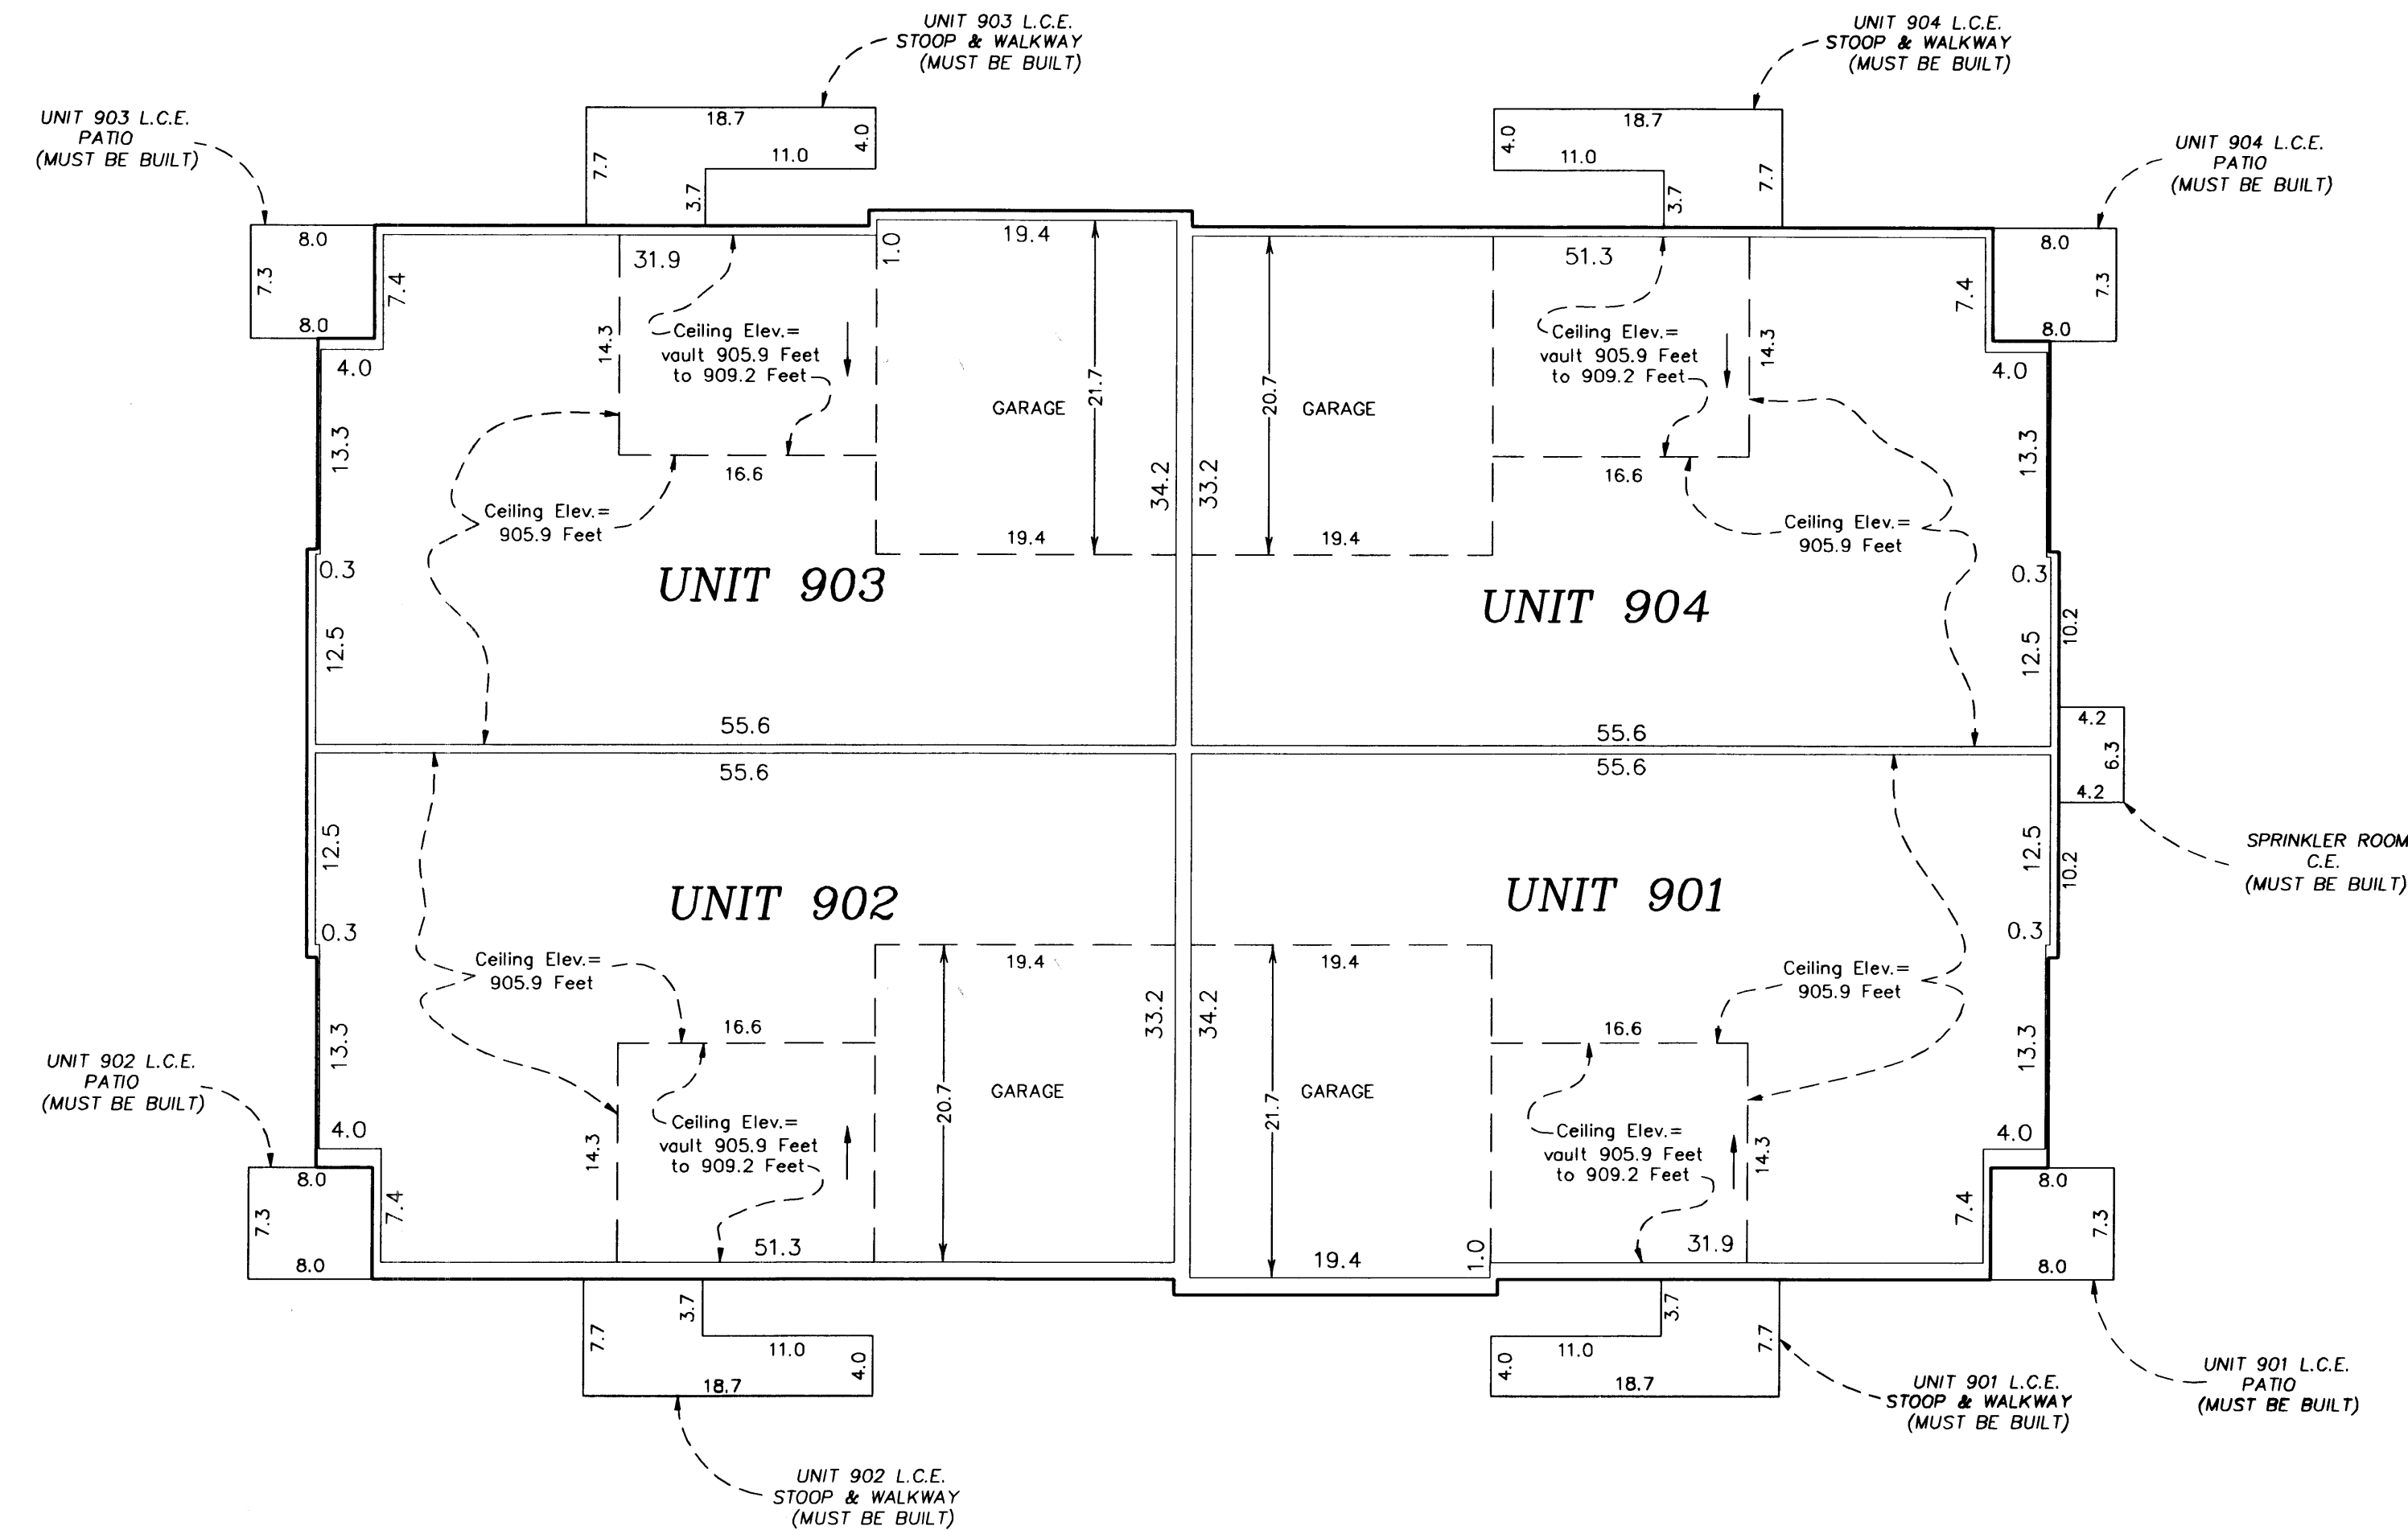 UNIT 903 L.C.E.
STOOP & WALKWAY
(MUST BE BUILT)
UNIT 904 L.C.E.
STOOP & WALKWAY
(MUST BE BUILT)
UNIT 903 L.C.E.
PATIO
(MUST BE BUILT)
UNIT 904 L.C.E.
PATIO
(MUST BE BUILT)
18.7
4.0
7.7
11.0
3.7
18.7
4.0
11.0
7.7
3.7
8.0
7.3
8.0
8.0
7.3
8.0
31.9
1.0
19.4
7.4
14.3
4.0
13.3
Ceiling Elev.=
vault 905.9 Feet
to 909.2 Feet
GARAGE
21.7
16.6
34.2
19.4
Ceiling Elev.=
905.9 Feet
0.3
12.5
UNIT 903
55.6
51.3
7.4
14.3
4.0
13.3
Ceiling Elev.=
vault 905.9 Feet
to 909.2 Feet
20.7
GARAGE
33.2
16.6
19.4
Ceiling Elev.=
905.9 Feet
0.3
12.5
10.2
UNIT 904
55.6
4.2
6.3
4.2
SPRINKLER ROOM
C.E.
(MUST BE BUILT)
55.6
12.5
0.3
UNIT 902
Ceiling Elev.=
905.9 Feet
19.4
33.2
16.6
13.3
20.7
GARAGE
Ceiling Elev.=
vault 905.9 Feet
to 909.2 Feet
14.3
4.0
7.4
51.3
55.6
12.5
10.2
0.3
UNIT 901
Ceiling Elev.=
905.9 Feet
19.4
34.2
16.6
13.3
21.7
GARAGE
Ceiling Elev.=
vault 905.9 Feet
to 909.2 Feet
14.3
4.0
7.4
31.9
19.4
1.0
UNIT 902 L.C.E.
PATIO
(MUST BE BUILT)
8.0
7.3
8.0
8.0
7.3
8.0
3.7
7.7
11.0
4.0
18.7
3.7
7.7
11.0
4.0
18.7
UNIT 901 L.C.E.
PATIO
(MUST BE BUILT)
UNIT 901 L.C.E.
STOOP & WALKWAY
(MUST BE BUILT)
UNIT 902 L.C.E.
STOOP & WALKWAY
(MUST BE BUILT)